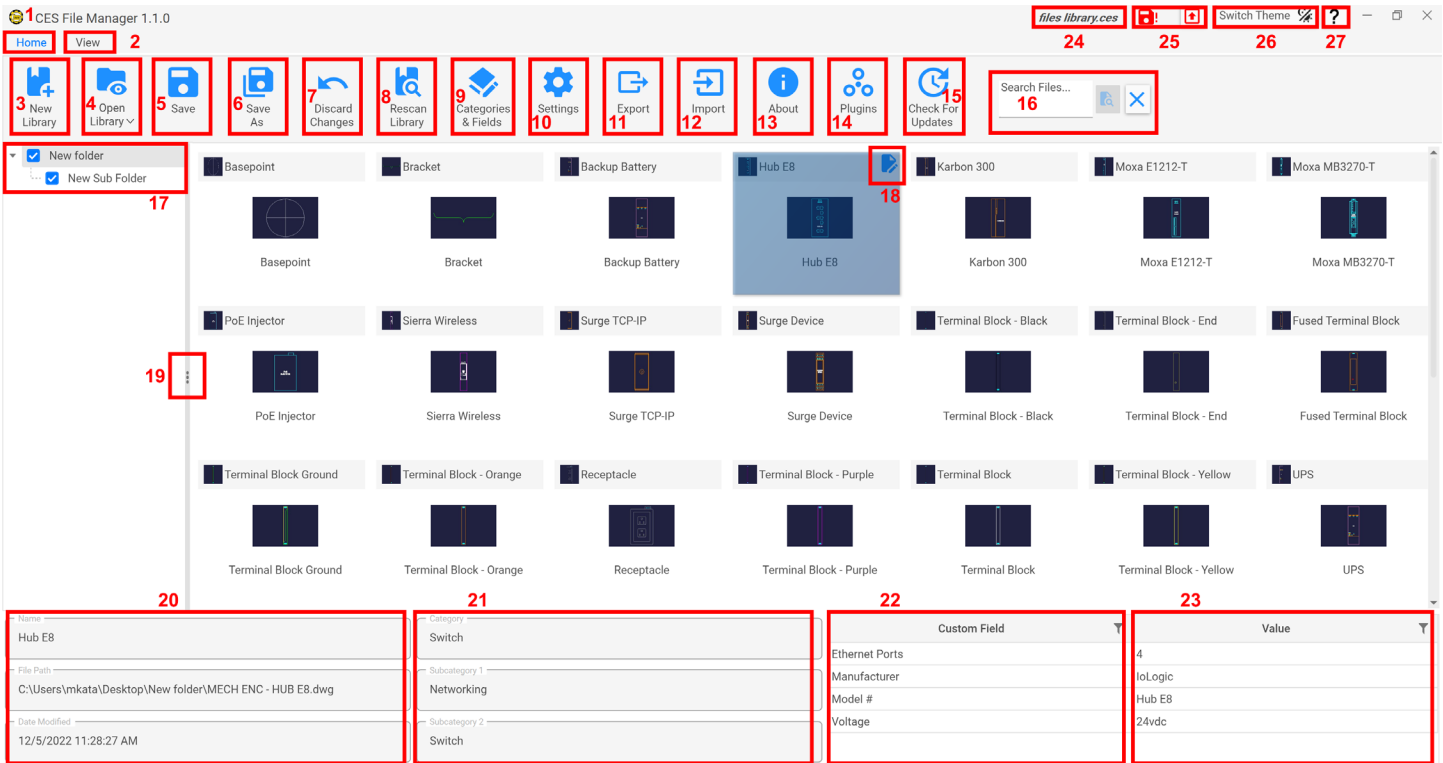 1 CES File Manager 1.1.0
files library.ces
!
Switch Theme
?
24
25
26
27
Home
View
2
3 New
Library
4 Open
Library
5 Save
6 Save
As
7 Discard
Changes
8 Rescan
Library
9 Categories
& Fields
Settings
10
Export
11
Import
12
About
13
Plugins
14
15
Check For
Updates
Search Files...
16
New folder
New Sub Folder
17
Basepoint
Bracket
Backup Battery
Hub E8
Karbon 300
Moxa E1212-T
Moxa MB3270-T
18
Basepoint
Bracket
Backup Battery
Hub E8
Karbon 300
Moxa E1212-T
Moxa MB3270-T
PoE Injector
Sierra Wireless
Surge TCP-IP
Surge Device
Terminal Block - Black
Terminal Block - End
Fused Terminal Block
19
PoE Injector
Sierra Wireless
Surge TCP-IP
Surge Device
Terminal Block - Black
Terminal Block - End
Fused Terminal Block
Terminal Block Ground
Terminal Block - Orange
Receptacle
Terminal Block - Purple
Terminal Block
Terminal Block - Yellow
UPS
Terminal Block Ground
Terminal Block - Orange
Receptacle
Terminal Block - Purple
Terminal Block
Terminal Block - Yellow
UPS
20
21
22
23
Name
Hub E8
File Path
C:\Users\mkata\Desktop\New folder\MECH ENC - HUB E8.dwg
Date Modified
12/5/2022 11:28:27 AM
Category
Switch
Subcategory 1
Networking
Subcategory 2
Switch
Custom Field
Value
Ethernet Ports
4
Manufacturer
IoLogic
Model #
Hub E8
Voltage
24vdc